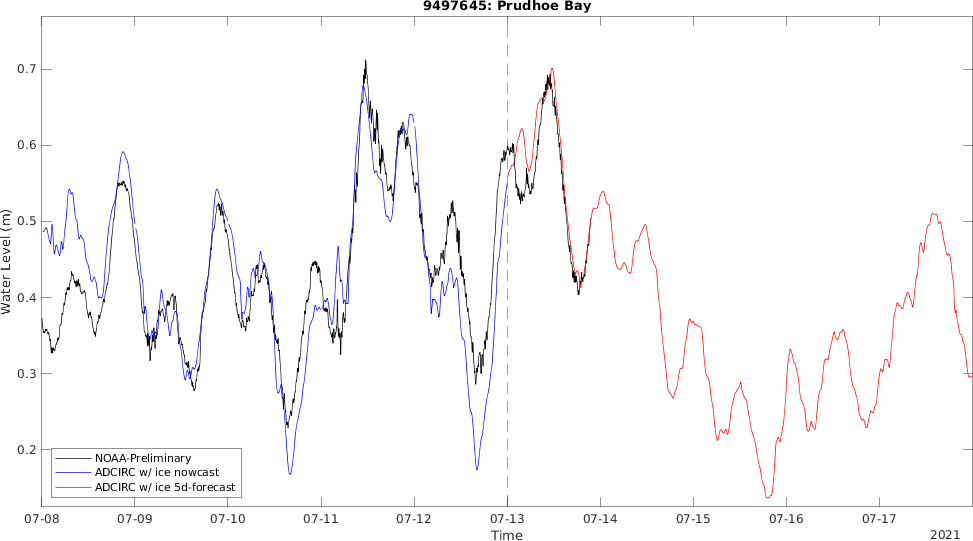 9497645: Prudhoe Bay
Water Level (m)
0.7
0.6
0.5
0.4
0.3
0.2
NOAA-Preliminary
ADCIRC w/ ice nowcast
ADCIRC w/ ice 5d-forecast
07-08 07-09 07-10 07-11 07-12 07-13 07-14 07-15 07-16 07-17
Time
2021